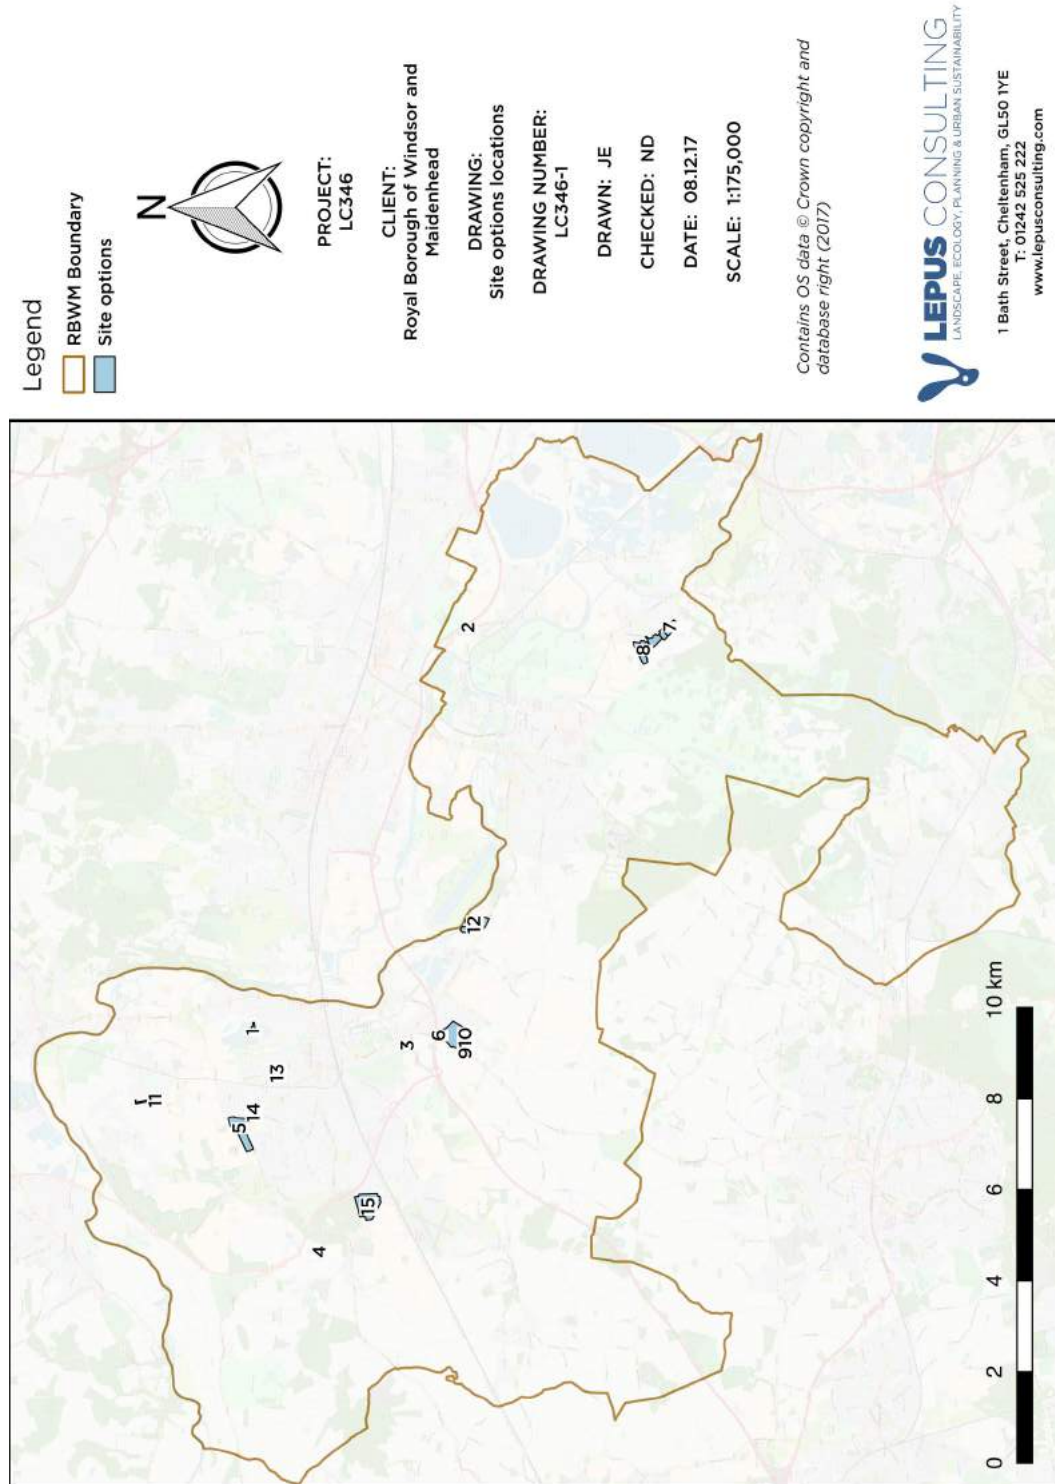 Legend
RBWM Boundary
Site options
N
PROJECT:
LC346
CLIENT:
Royal Borough of Windsor and
Maidenhead
DRAWING:
Site options locations
DRAWING NUMBER:
LC346-1
DRAWN: JE
CHECKED: ND
DATE: 08.12.17
SCALE: 1:175,000
Contains OS data © Crown copyright and
database right (2017)
LEPUS CONSULTING
LANDSCAPE, ECOLOGY, PLANNING & URBAN SUSTAINABILITY
1 Bath Street, Cheltenham, GL50 1YE
T: 01242 525 222
www.lepusconsulting.com
11
1
5
14
13
4
15
3
6
910
12
2
8
7
0 2 4 6 8 10 km